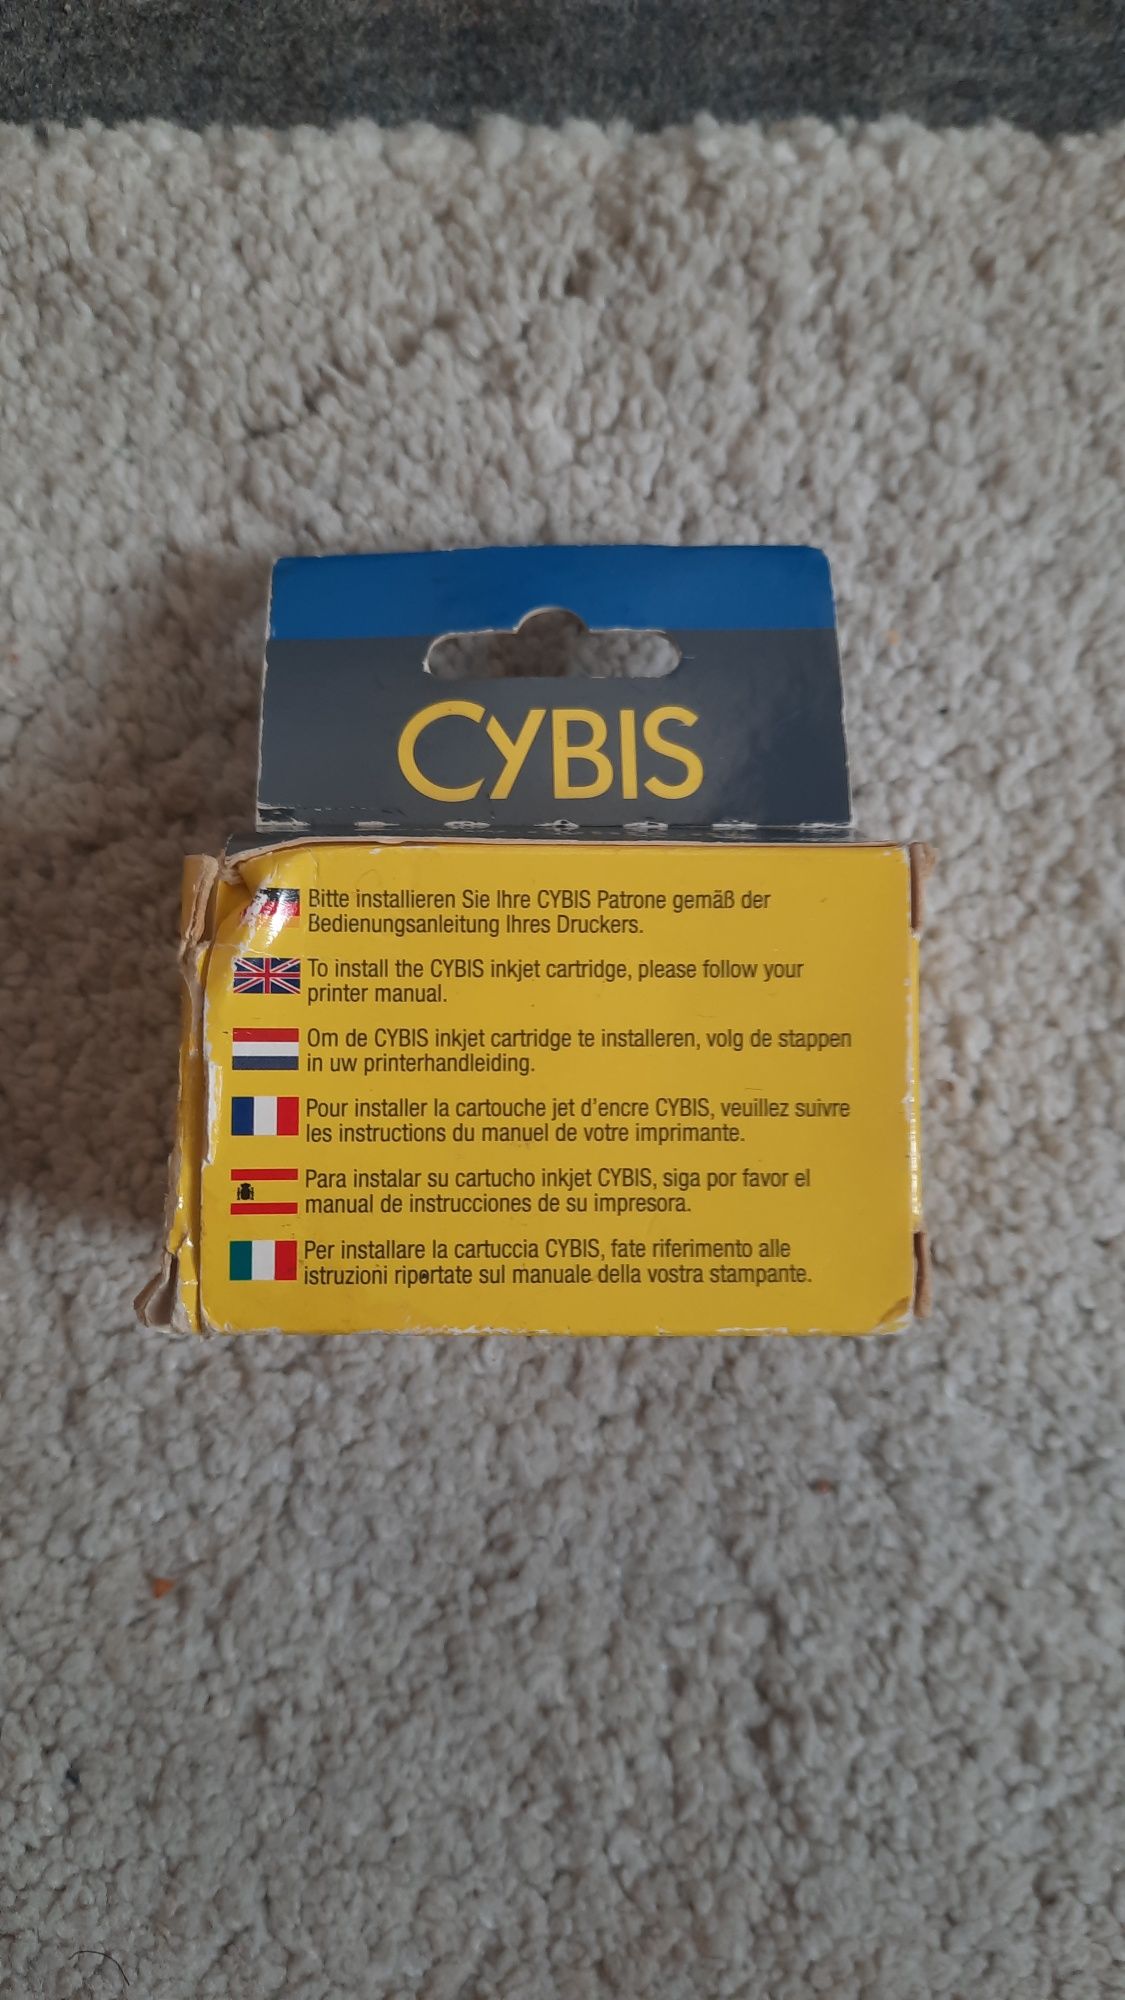 CYBIS
Bitte installieren Sie Ihre CYBIS Patrone gemäß der
Bedienungsanleitung Ihres Druckers.
To install the CYBIS inkjet cartridge, please follow your
printer manual.
Om de CYBIS inkjet cartridge te installeren, volg de stappen
in uw printerhandleiding.
Pour installer la cartouche jet d'encre CYBIS, veuillez suivre
les instructions du manuel de votre imprimante.
Para instalar su cartucho inkjet CYBIS, siga por favor el
manual de instrucciones de su impresora.
Per installare la cartuccia CYBIS, fate riferimento alle
istruzioni riportate sul manuale della vostra stampante.